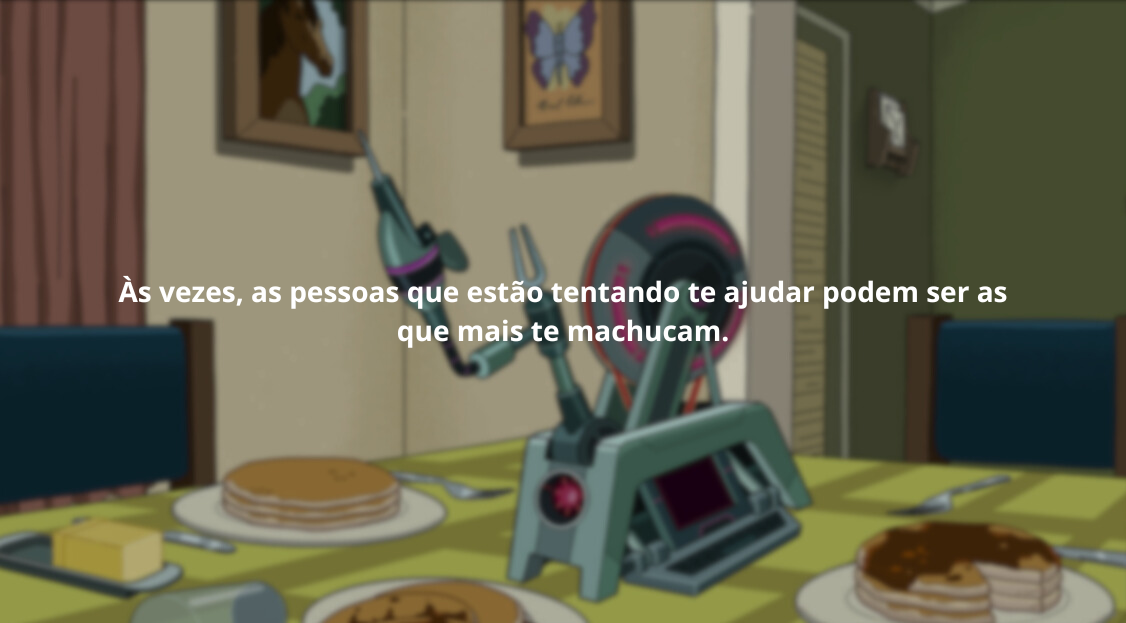 Às vezes, as pessoas que estão tentando te ajudar podem ser as
que mais te machucam.